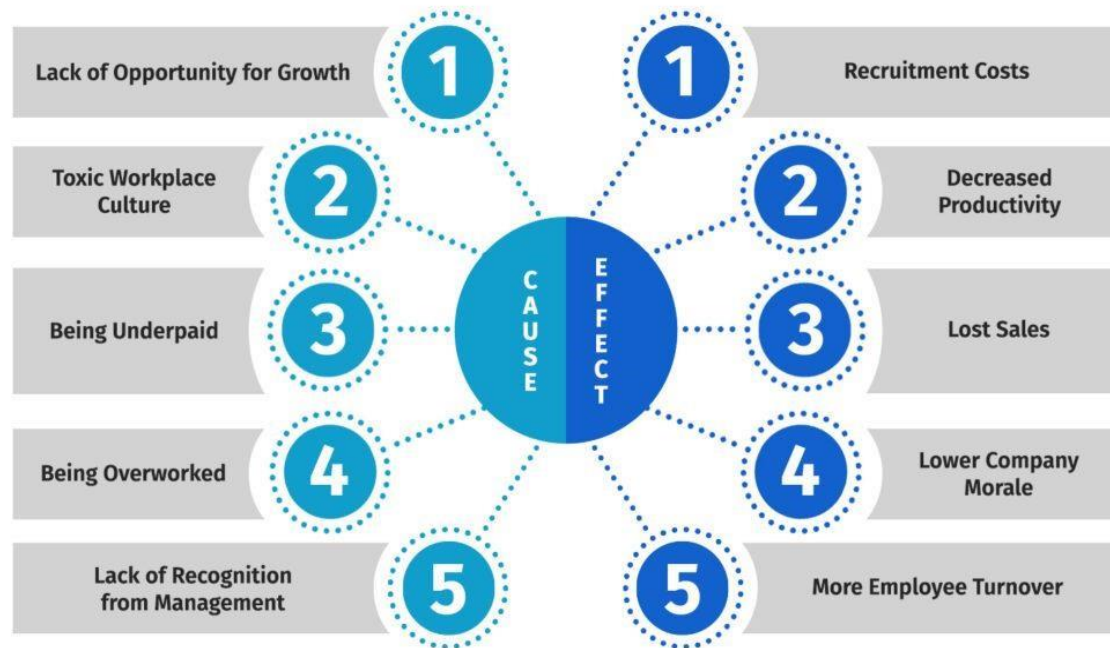 1
Lack of Opportunity for Growth
2
Toxic Workplace
Culture
3
Being Underpaid
4
Being Overworked
5
Lack of Recognition
from Management
CAUSE
EFFECT
1
Recruitment Costs
2
Decreased
Productivity
3
Lost Sales
4
Lower Company
Morale
5
More Employee Turnover